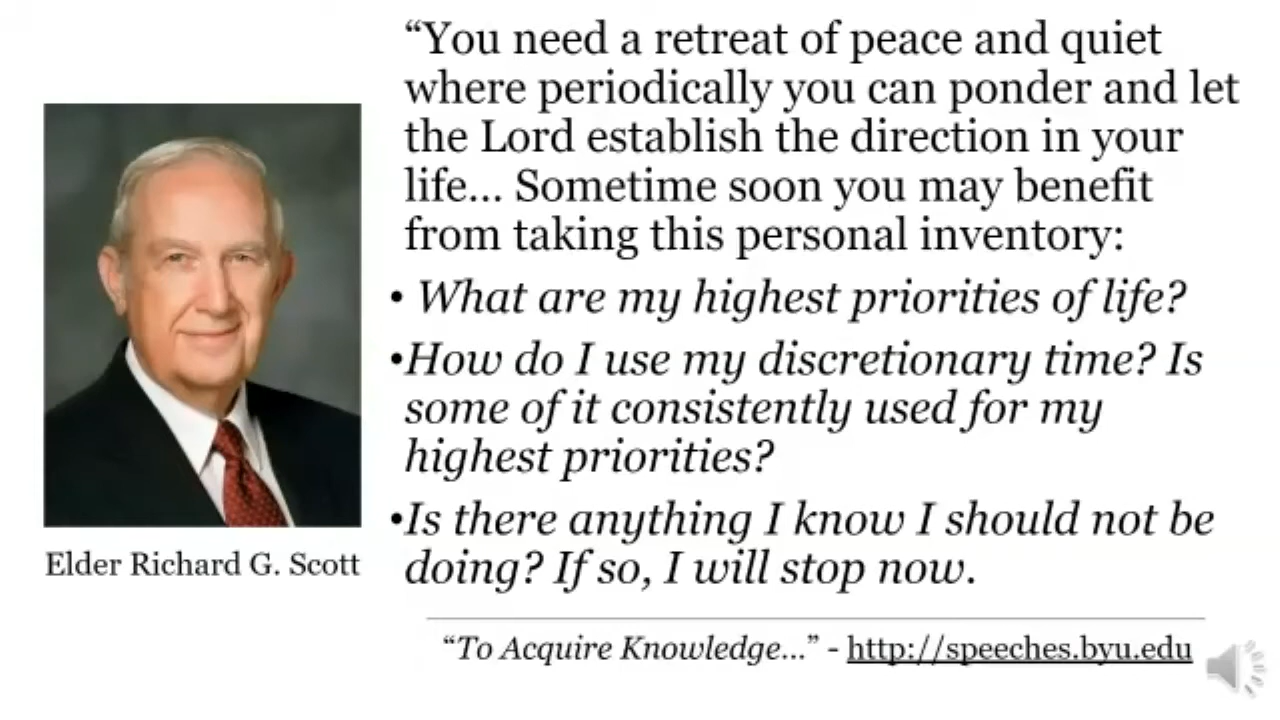 “You need a retreat of peace and quiet
where periodically you can ponder and let
the Lord establish the direction in your
life... Sometime soon you may benefit
from taking this personal inventory:
• What are my highest priorities of life?
•How do I use my discretionary time? Is
some of it consistently used for my
highest priorities?
•Is there anything I know I should not be
doing? If so, I will stop now.
Elder Richard G. Scott
“To Acquire Knowledge...” - http://speeches.byu.edu